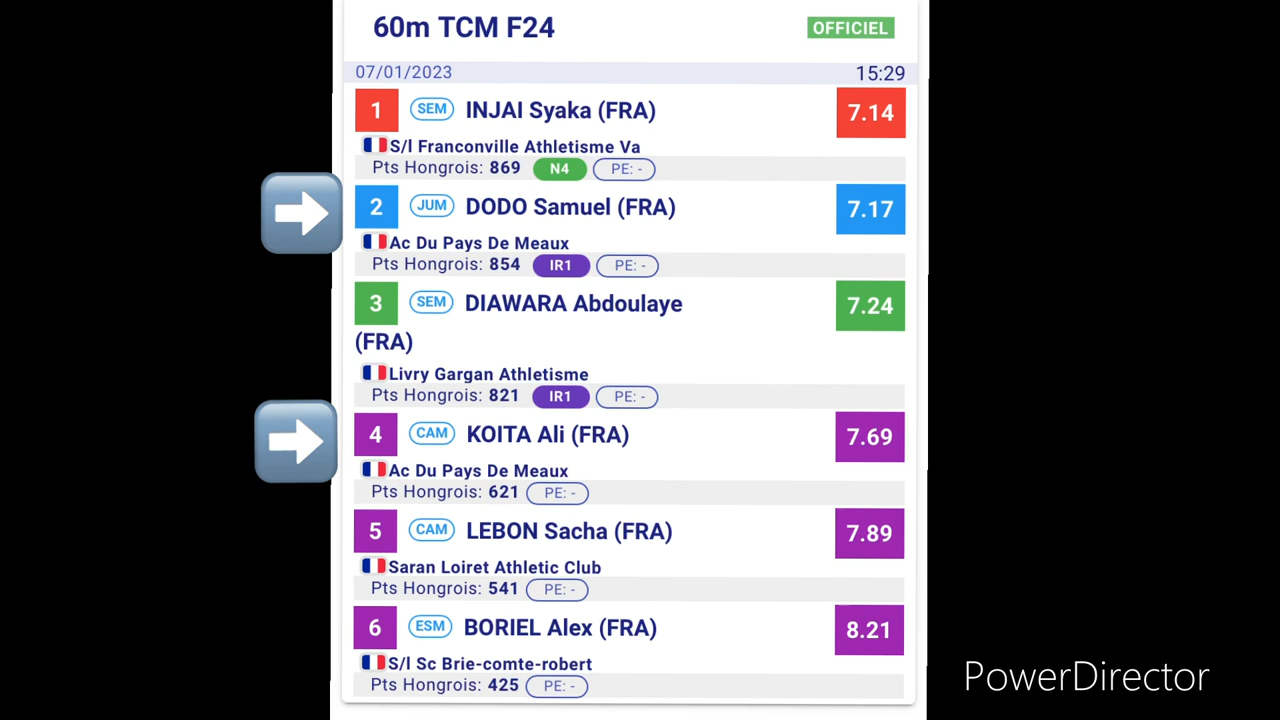 60m TCM F24
OFFICIEL
07/01/2023 15:29
1 SEM INJAI Syaka (FRA) 7.14
S/l Franconville Athletisme Va
Pts Hongrois: 869 N4 PE: -
2 JUM DODO Samuel (FRA) 7.17
Ac Du Pays De Meaux
Pts Hongrois: 854 IR1 PE: -
3 SEM DIAWARA Abdoulaye 7.24
(FRA)
Livry Gargan Athletisme
Pts Hongrois: 821 IR1 PE: -
4 CAM KOITA Ali (FRA) 7.69
Ac Du Pays De Meaux
Pts Hongrois: 621 PE: -
5 CAM LEBON Sacha (FRA) 7.89
Saran Loiret Athletic Club
Pts Hongrois: 541 PE: -
6 ESM BORIEL Alex (FRA) 8.21
S/l Sc Brie-comte-robert
Pts Hongrois: 425 PE: -
PowerDirector